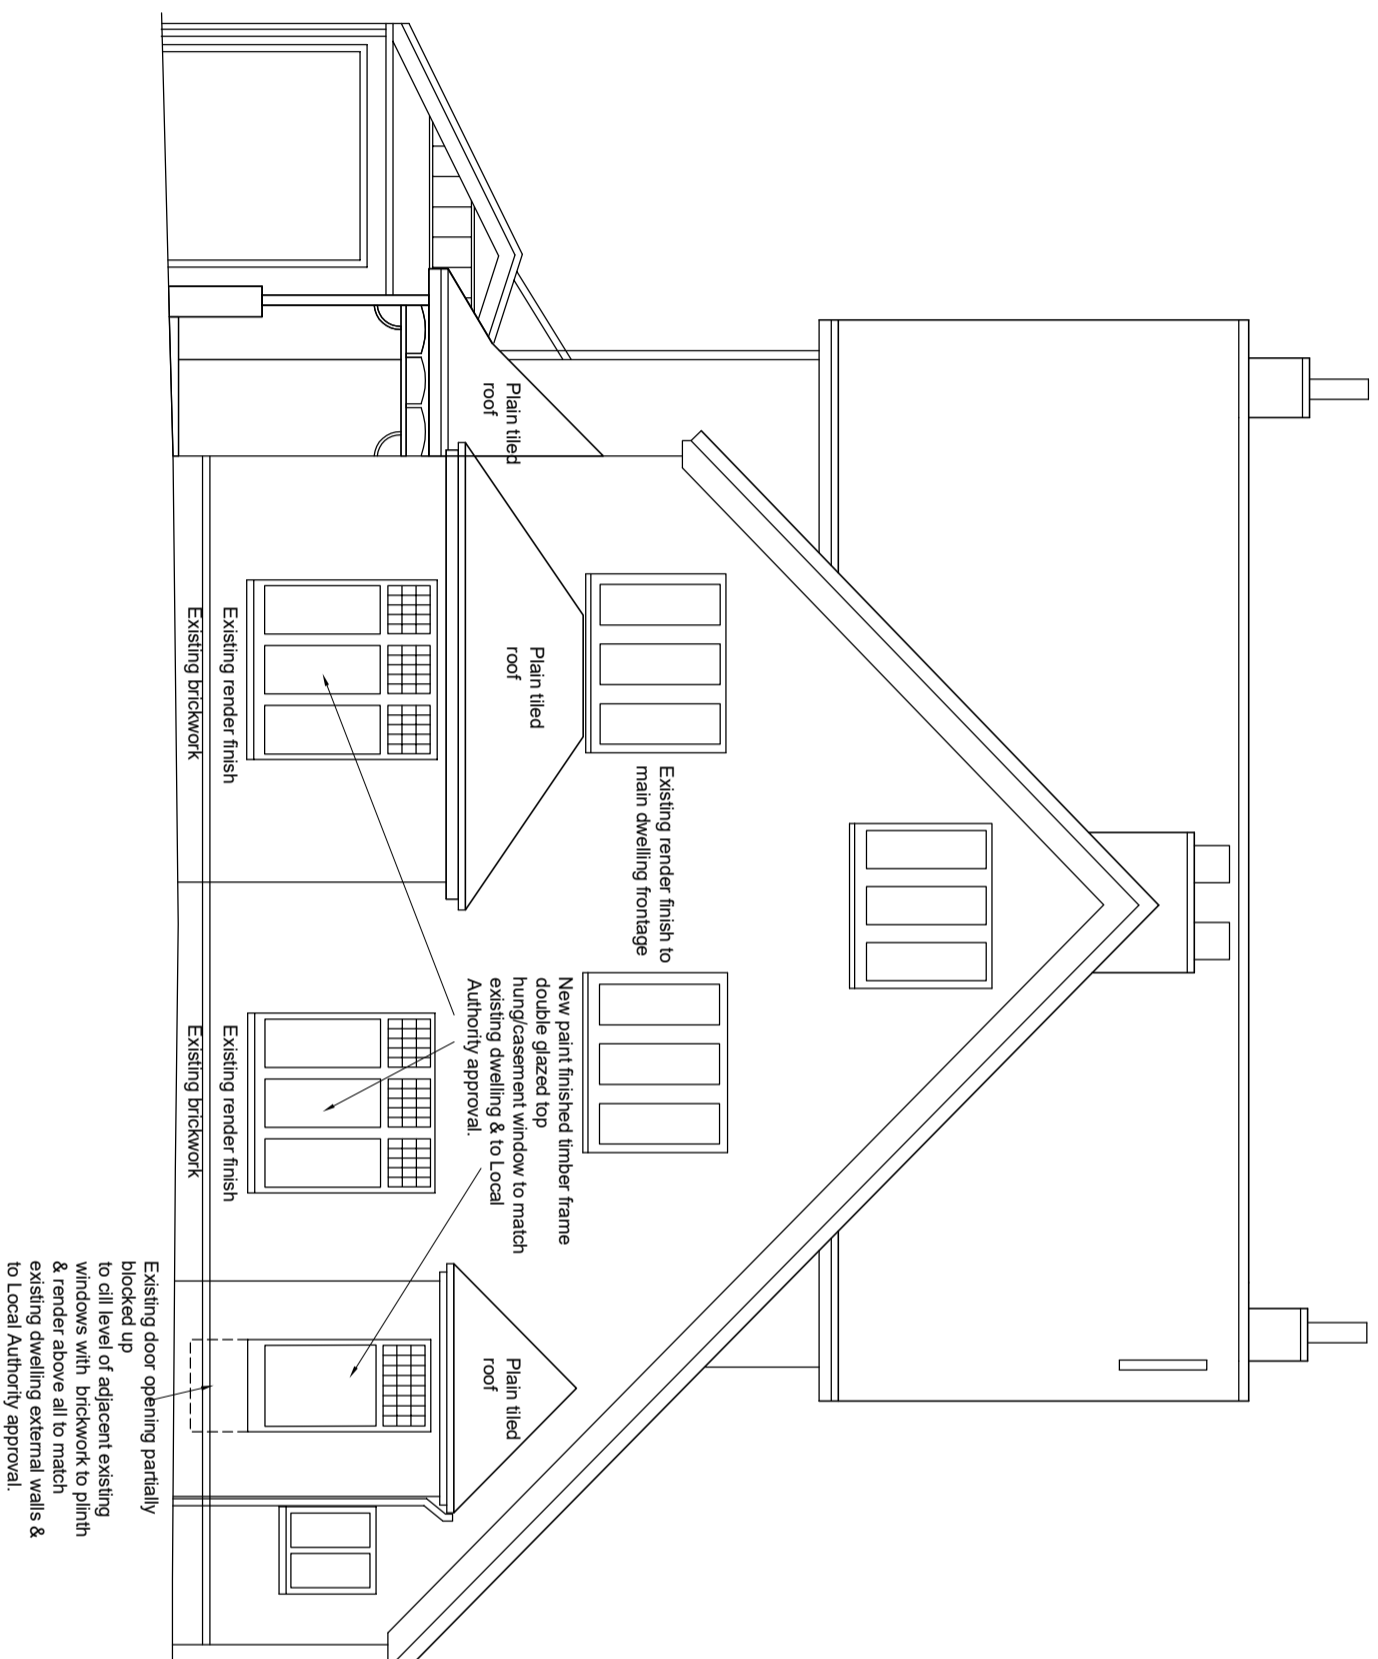 Plain tiled
roof
Plain tiled
roof
Existing render finish to
main dwelling frontage
New paint finished timber frame
double glazed top
hung/casement window to match
existing dwelling & to Local
Authority approval.
Plain tiled
roof
Existing render finish
Existing brickwork
Existing render finish
Existing brickwork
Existing door opening partially
blocked up
to cill level of adjacent existing
windows with brickwork to plinth
& render above all to match
existing dwelling external walls &
to Local Authority approval.